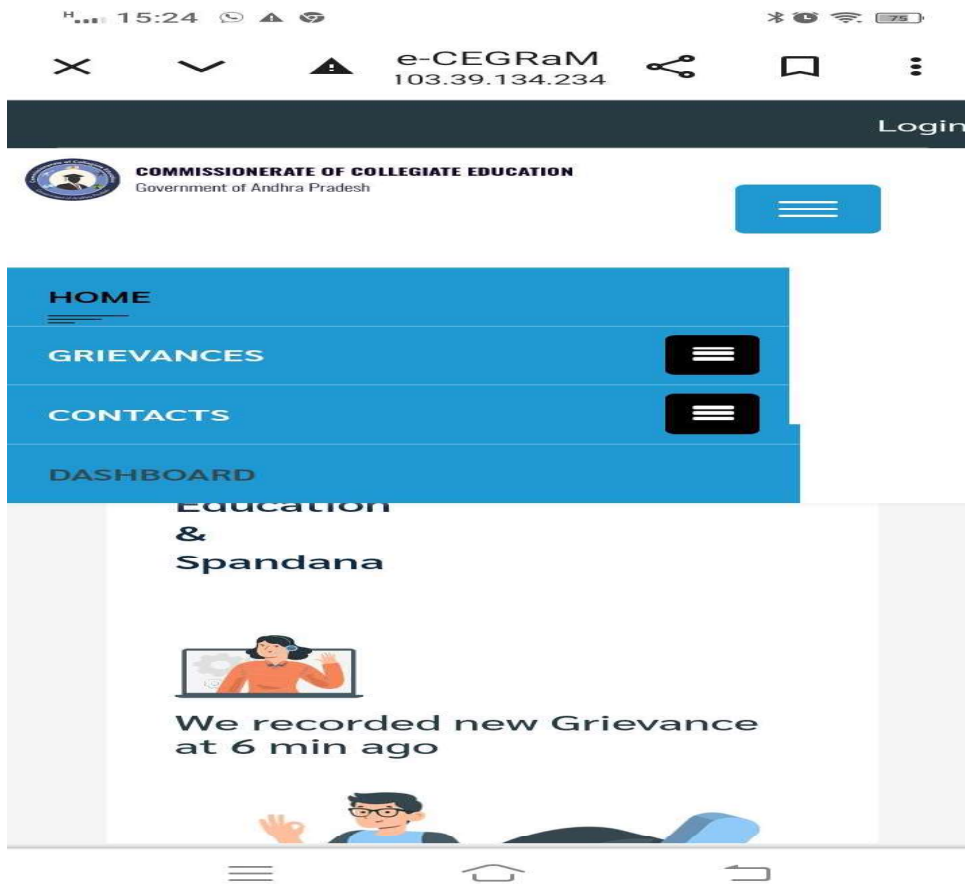 H 15:24 75
e-CEGRaM
103.39.134.234
Login
COMMISSIONERATE OF COLLEGIATE EDUCATION
Government of Andhra Pradesh
HOME
GRIEVANCES
CONTACTS
DASHBOARD
Education
&
Spandana
We recorded new Grievance
at 6 min ago